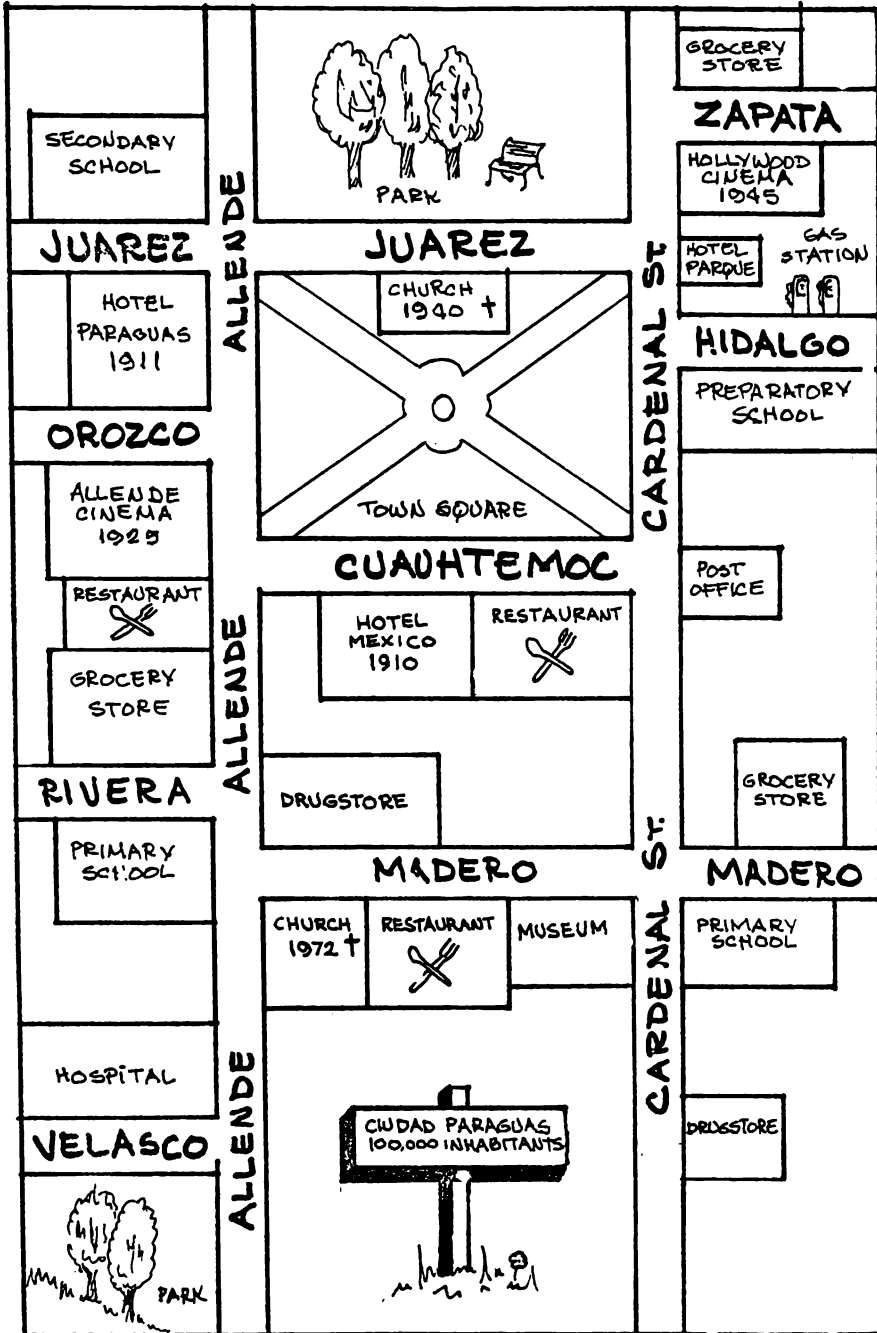 GROCERY
STORE
ZAPATA
SECONDARY
SCHOOL
ALLENDE
PARK
HOLLYWOOD
CINEMA
1945
JUAREZ
JUAREZ
HOTEL
PARQUE
GAS
STATION
CARDENAL ST
HOTEL
PARAGUAS
1911
CHURCH
1940
HIDALGO
PREPARATORY
SCHOOL
OROZCO
TOWN SQUARE
ALLENDE
CINEMA
1925
CUAUHTEMOC
POST
OFFICE
RESTAURANT
HOTEL
MEXICO
1910
RESTAURANT
ALLENDE
GROCERY
STORE
RIVERA
DRUGSTORE
GROCERY
STORE
PRIMARY
SCHOOL
MADERO
MADERO
CARDENAL ST.
CHURCH
1972
RESTAURANT
MUSEUM
PRIMARY
SCHOOL
HOSPITAL
ALLENDE
VELASCO
CIUDAD PARAGUAS
100,000 INHABITANTS
DRUGSTORE
PARK